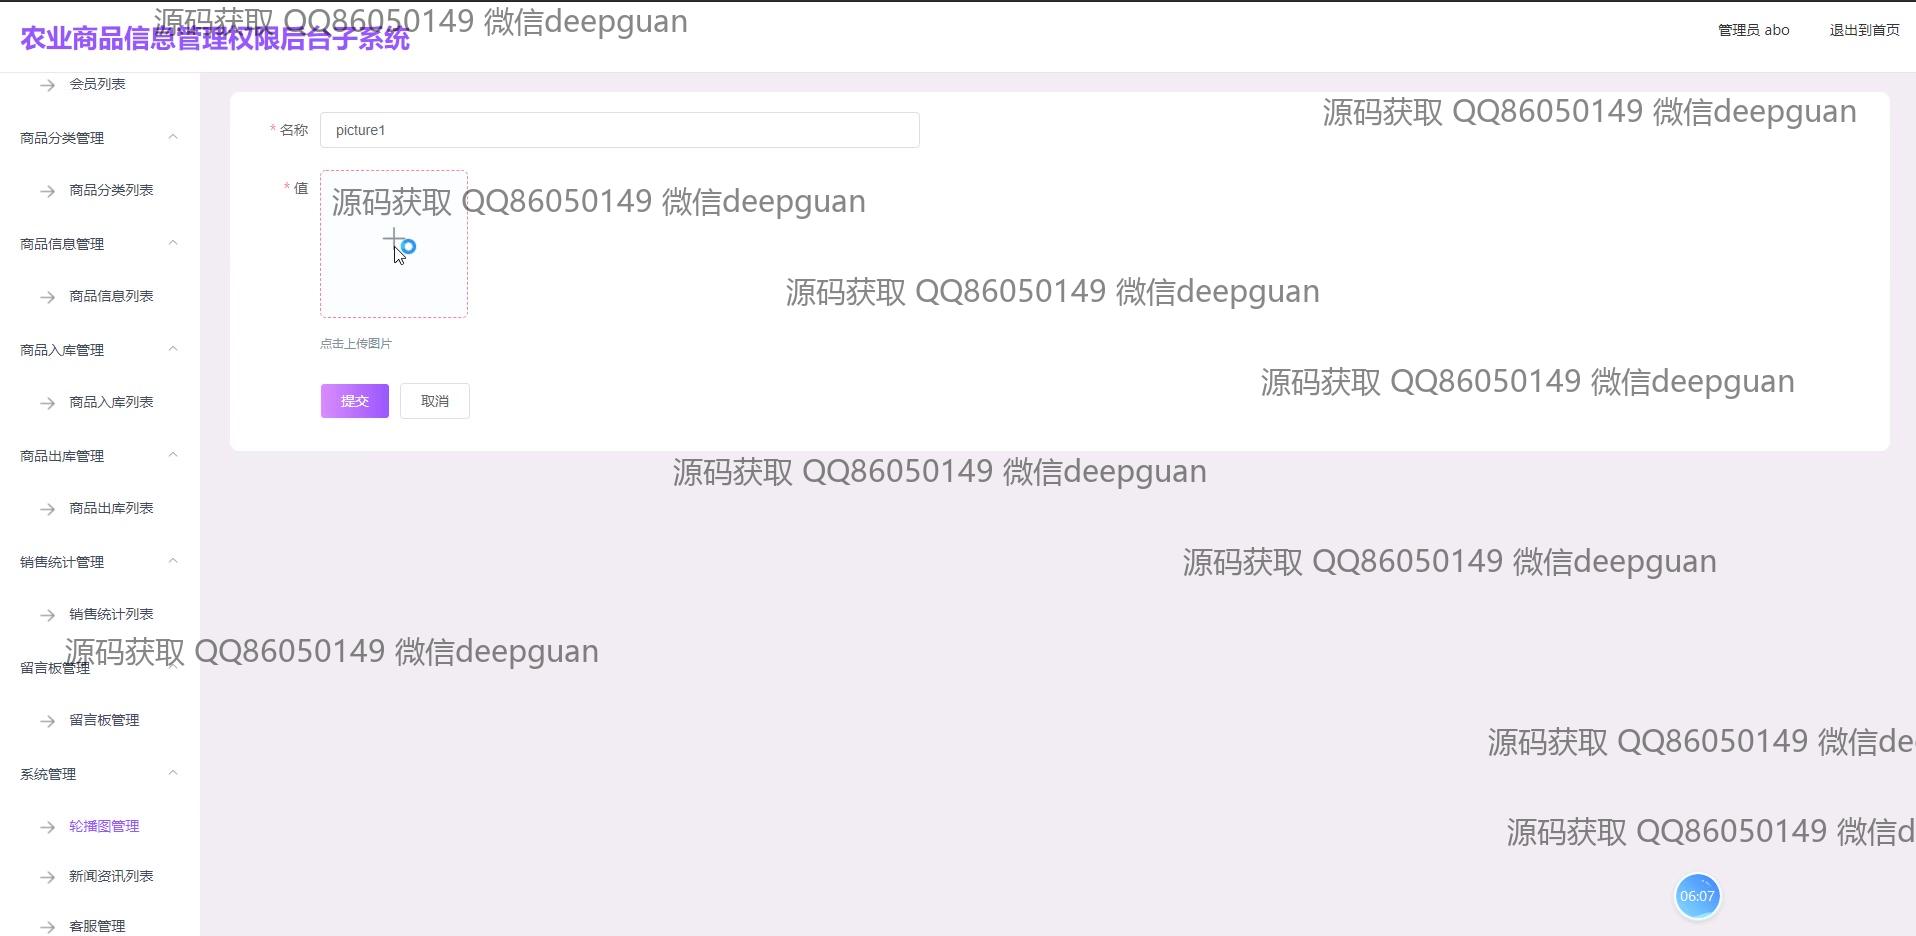 源码获取 QQ86050149 微信deepguan
农业商品信息管理权限后台子系统
管理员 abo
退出到首页
会员列表
源码获取 QQ86050149 微信deepguan
* 名称
picture1
商品分类管理
* 值
商品分类列表
源码获取 QQ86050149 微信deepguan
商品信息管理
商品信息列表
源码获取 QQ86050149 微信deepguan
点击上传图片
商品入库管理
源码获取 QQ86050149 微信deepguan
提交
取消
商品入库列表
商品出库管理
源码获取 QQ86050149 微信deepguan
商品出库列表
销售统计管理
源码获取 QQ86050149 微信deepguan
销售统计列表
源码获取 QQ86050149 微信deepguan
留言板管理
留言板管理
源码获取 QQ86050149 微信de
系统管理
轮播图管理
源码获取 QQ86050149 微信d
新闻资讯列表
06:07
客服管理